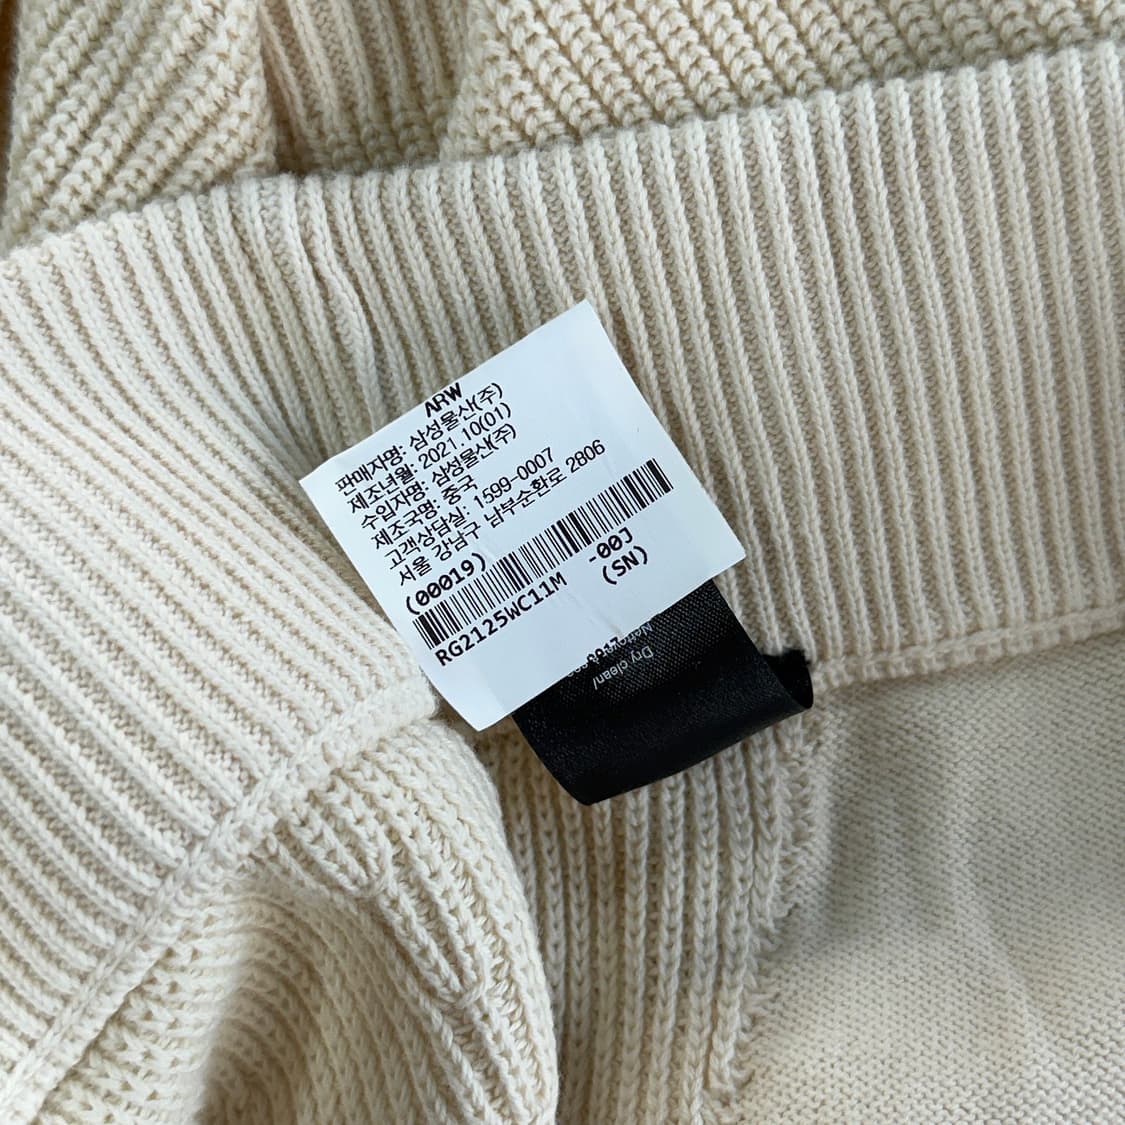 ARW
판매자명: 삼성물산(주)
제조년월: 2021.10(01)
수입자명: 삼성물산(주)
제조국명: 중국
고객상담실: 1599-0007
서울 강남구 남부순환로 2806
(00019)
RG2125WC11M -00J
(SN)
Dry clean/